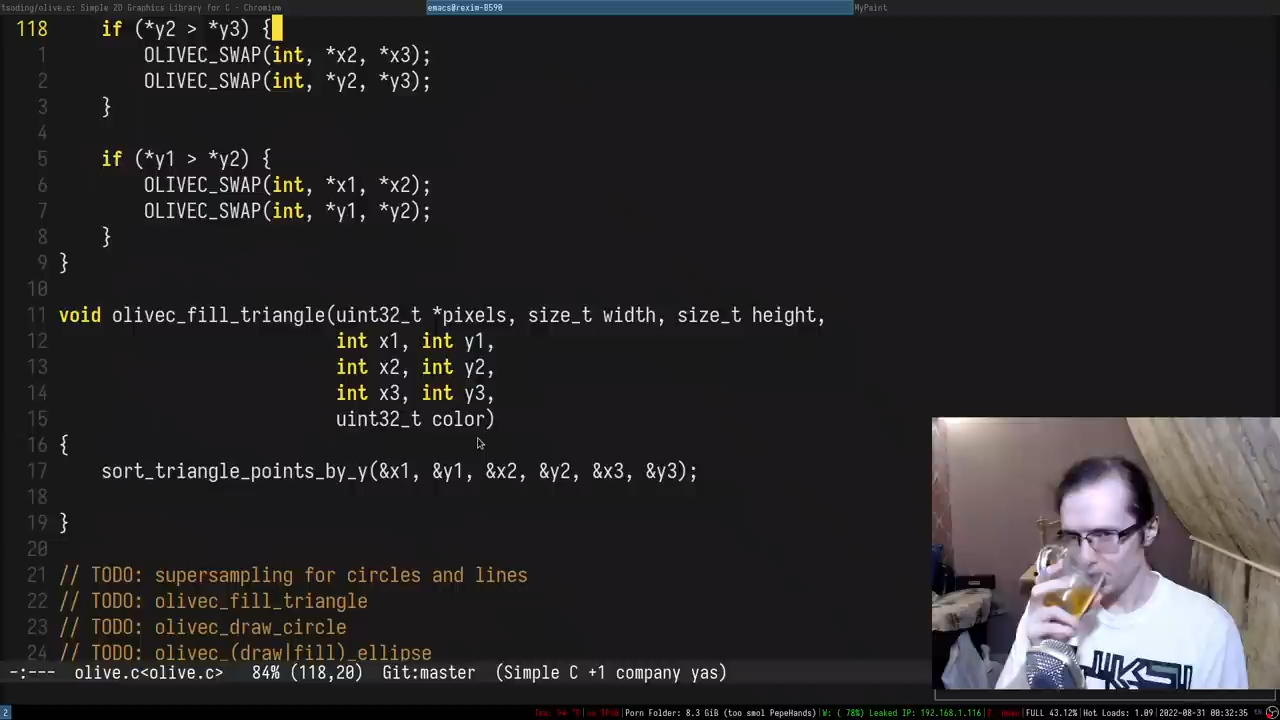 tsoding/olive.c: Simple 2D Graphics Library for C - Chromium emacs@rexim-B590 MyPaint
118 if (*y2 > *y3) {
1 OLIVEC_SWAP(int, *x2, *x3);
2 OLIVEC_SWAP(int, *y2, *y3);
3 }
4
5 if (*y1 > *y2) {
6 OLIVEC_SWAP(int, *x1, *x2);
7 OLIVEC_SWAP(int, *y1, *y2);
8 }
9 }
10
11 void olivec_fill_triangle(uint32_t *pixels, size_t width, size_t height,
12 int x1, int y1,
13 int x2, int y2,
14 int x3, int y3,
15 uint32_t color)
16 {
17 sort_triangle_points_by_y(&x1, &y1, &x2, &y2, &x3, &y3);
18
19 }
20
21 // TODO: supersampling for circles and lines
22 // TODO: olivec_fill_triangle
23 // TODO: olivec_draw_circle
24 // TODO: olivec_(draw|fill)_ellipse
-:--- olive.c<olive.c> 84% (118,20) Git:master (Simple C +1 company yas)
2 Porn Folder: 8.3 GiB (too smol PepeHands) W: ( 78%) Leaked IP: 192.168.1.116 FULL 43.12% Hot Loads: 1.09 2022-08-31 00:32:35